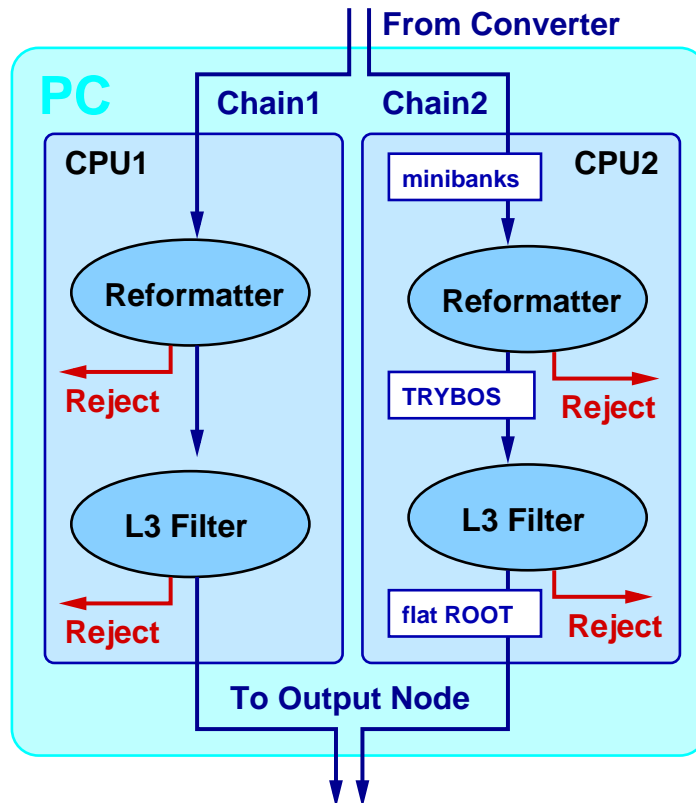 From Converter
PC
Chain1
Chain2
CPU1
CPU2
minibanks
Reformatter
Reformatter
Reject
TRYBOS
Reject
L3 Filter
L3 Filter
Reject
flat ROOT
Reject
To Output Node